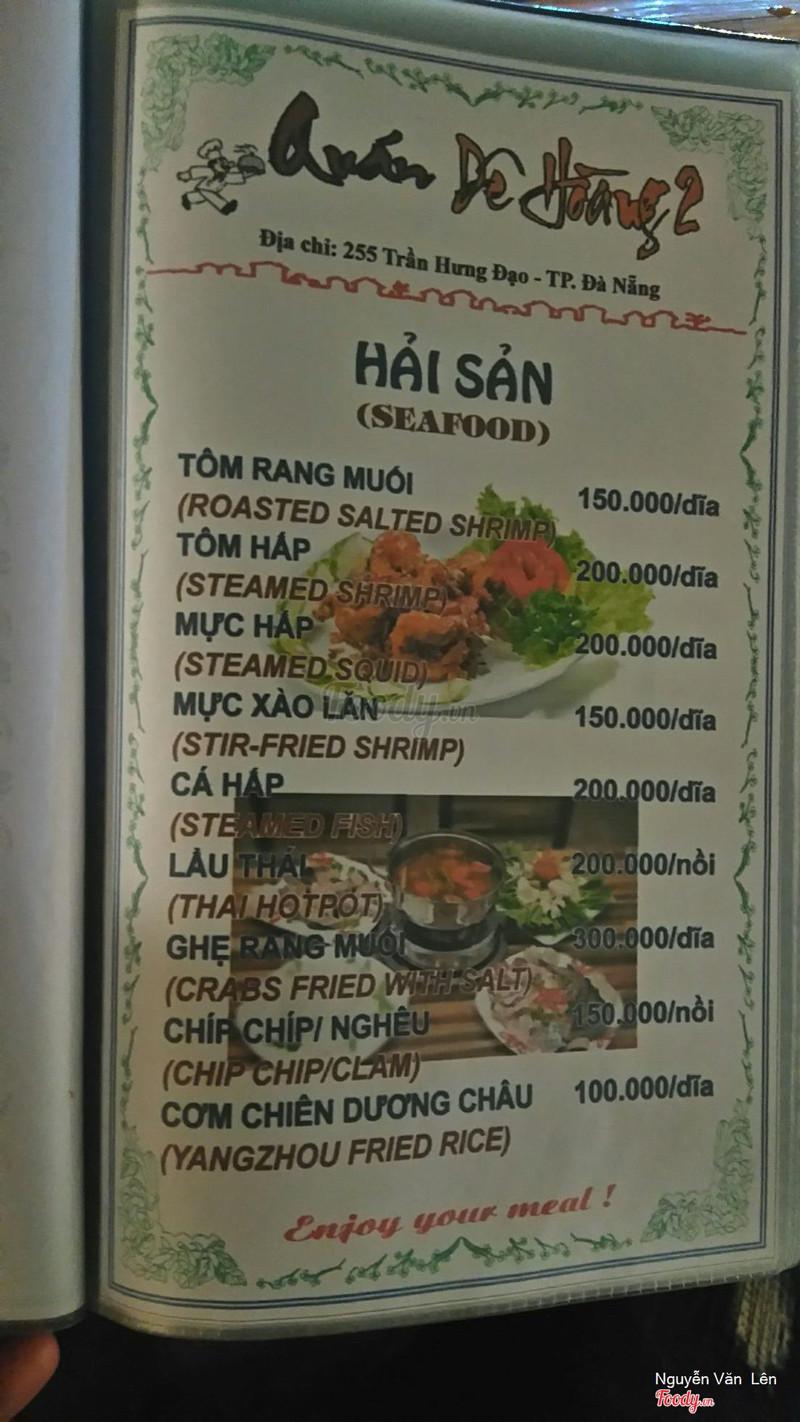 Quán Dê Hoàng 2
Địa chỉ: 255 Trần Hưng Đạo - TP. Đà Nẵng
HẢI SẢN
(SEAFOOD)
TÔM RANG MUỐI 150.000/dĩa
(ROASTED SALTED SHRIMP)
TÔM HẤP 200.000/dĩa
(STEAMED SHRIMP)
MỰC HẤP 200.000/dĩa
(STEAMED SQUID)
MỰC XÀO LĂN 150.000/dĩa
(STIR-FRIED SHRIMP)
CÁ HẤP 200.000/dĩa
(STEAMED FISH)
LẨU THÁI 200.000/nồi
(THAI HOTPOT)
GHẸ RANG MUỐI 300.000/dĩa
(CRABS FRIED WITH SALT)
CHÍP CHÍP/ NGHÊU 150.000/nồi
(CHIP CHIP/CLAM)
CƠM CHIÊN DƯƠNG CHÂU 100.000/dĩa
(YANGZHOU FRIED RICE)
Enjoy your meal !
Foody.vn
Nguyễn Văn Lên
Foody.vn